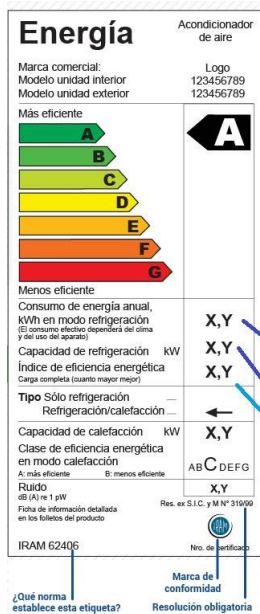 Energía
Acondicionador
de aire
Marca comercial: Logo
Modelo unidad interior 123456789
Modelo unidad exterior 123456789
Más eficiente
A
A
B
C
D
E
F
G
Menos eficiente
Consumo de energía anual,
kWh en modo refrigeración X,Y
(El consumo efectivo dependerá del clima
y del uso del aparato)
Capacidad de refrigeración kW X,Y
Índice de eficiencia energética X,Y
Carga completa (cuanto mayor mejor)
Tipo Sólo refrigeración —
Refrigeración/calefacción —
Capacidad de calefacción kW X,Y
Clase de eficiencia energética
en modo calefacción ABCDEFG
A: más eficiente B: menos eficiente
Ruido X,Y
dB (A) re 1 pW
Res. ex S.I.C. y M Nº 319/99
Ficha de información detallada
en los folletos del producto
IRAM
IRAM 62406 Nro. de certificado
¿Qué norma
establece esta etiqueta?
Marca de
conformidad
Resolución obligatoria